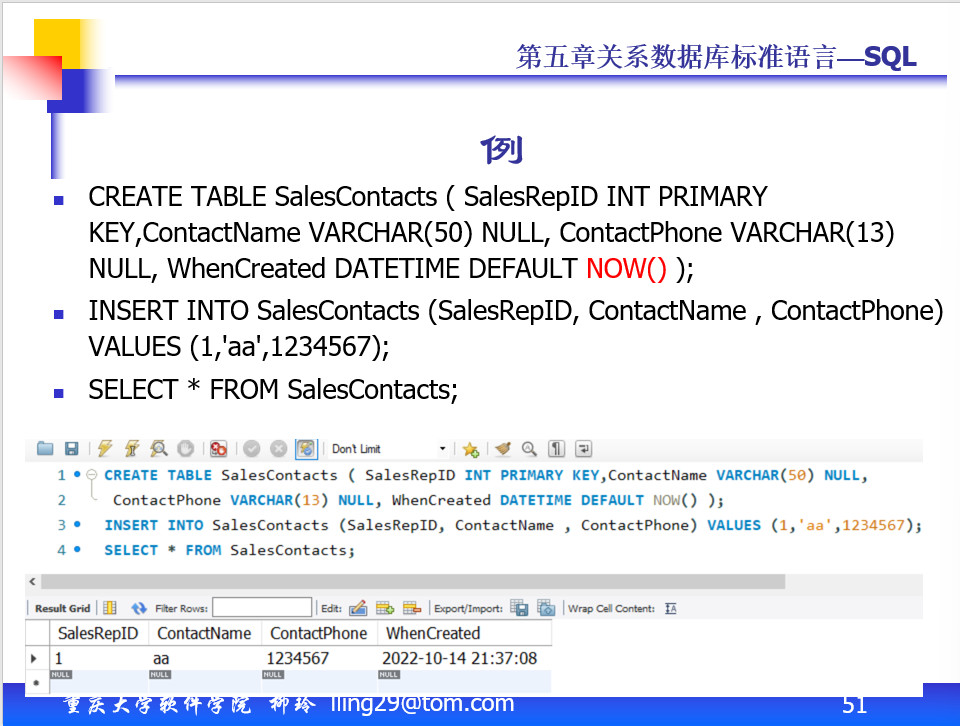 第五章关系数据库标准语言—SQL
例
CREATE TABLE SalesContacts ( SalesRepID INT PRIMARY
KEY,ContactName VARCHAR(50) NULL, ContactPhone VARCHAR(13)
NULL, WhenCreated DATETIME DEFAULT NOW() );
INSERT INTO SalesContacts (SalesRepID, ContactName , ContactPhone)
VALUES (1,'aa',1234567);
SELECT * FROM SalesContacts;
Don't Limit
1 CREATE TABLE SalesContacts ( SalesRepID INT PRIMARY KEY,ContactName VARCHAR(50) NULL,
2 ContactPhone VARCHAR(13) NULL, WhenCreated DATETIME DEFAULT NOW() );
3 INSERT INTO SalesContacts (SalesRepID, ContactName , ContactPhone) VALUES (1,'aa',1234567);
4 SELECT * FROM SalesContacts;
Result Grid Filter Rows: Edit: Export/Import: Wrap Cell Content: IA
SalesRepID ContactName ContactPhone WhenCreated
1 aa 1234567 2022-10-14 21:37:08
NULL NULL NULL NULL
重庆大学软件学院 柳玲 lling29@tom.com 51